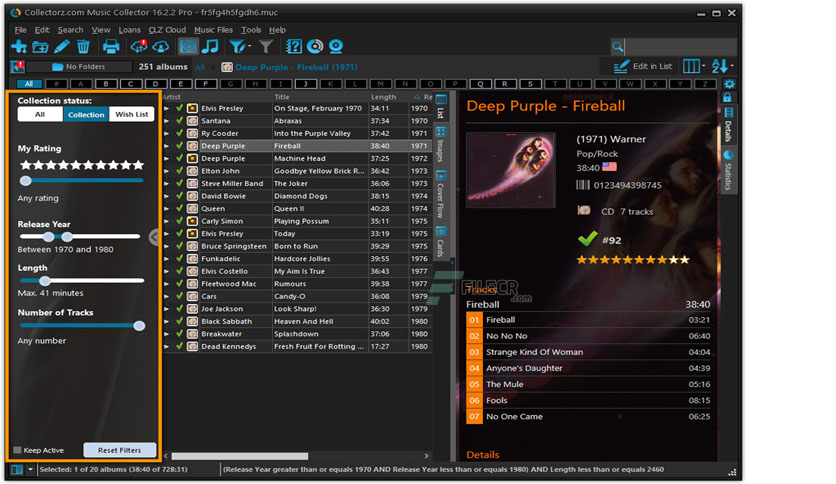 Collectorz.com Music Collector 16.2.2 Pro - fr5fg4h5fgdh6.muc
File Edit Search View Loans CLZ Cloud Music Files Tools Help
No Folders 251 albums All > Deep Purple - Fireball (1971) Edit in List
All # A B C D E F G H I J K L M N O P Q R S T U V W X Y Z
Collection status:
All Collection Wish List
My Rating
Any rating
Release Year
Between 1970 and 1980
Length
Max. 41 minutes
Number of Tracks
Any number
Keep Active Reset Filters
Artist Title Length Re
Elvis Presley On Stage, February 1970 34:11 1970
Santana Abraxas 37:34 1970
Ry Cooder Into the Purple Valley 37:42 1971
Deep Purple Fireball 38:40 1971
Deep Purple Machine Head 37:25 1972
Elton John Goodbye Yellow Brick R... 36:42 1973
Steve Miller Band The Joker 36:06 1973
David Bowie Diamond Dogs 38:15 1974
Queen Queen II 40:28 1974
Carly Simon Playing Possum 35:11 1975
Elvis Presley Today 33:19 1975
Bruce Springsteen Born to Run 39:29 1975
Funkadelic Hardcore Jollies 39:55 1976
Elvis Costello My Aim Is True 36:43 1977
Fleetwood Mac Rumours 39:38 1977
Cars Candy-O 36:08 1979
Joe Jackson Look Sharp! 36:30 1979
Black Sabbath Heaven And Hell 40:02 1980
Breakwater Splashdown 37:06 1980
Dead Kennedys Fresh Fruit For Rotting ... 17:27 1980
List
Images
Cover Flow
Cards
Deep Purple - Fireball
(1971) Warner
Pop/Rock
38:40
0123494398745
CD 7 tracks
#92
FILECR
.com
Tracks
Fireball 38:40
01 Fireball 03:21
02 No No No 06:40
03 Strange Kind Of Woman 04:04
04 Anyone's Daughter 04:39
05 The Mule 05:16
06 Fools 08:15
07 No One Came 06:25
Details
Details
Statistics
Selected: 1 of 20 albums (38:40 of 728:31) (Release Year greater than or equals 1970 AND Release Year less than or equals 1980) AND Length less than or equals 2460